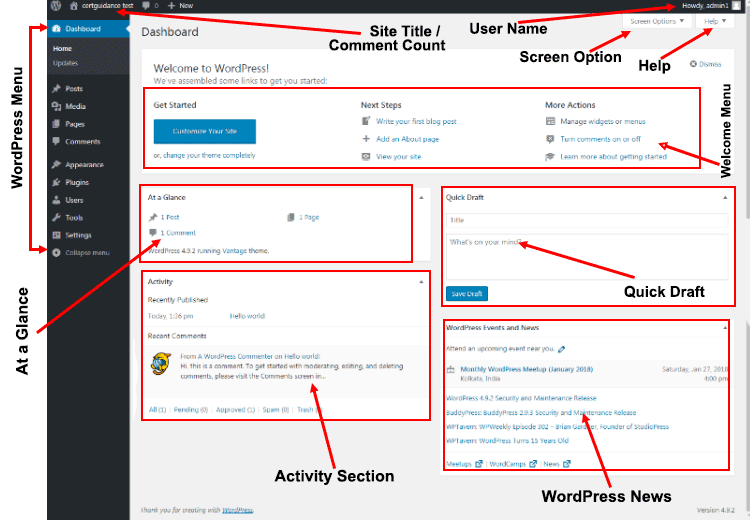 certguidance test 0 + New Howdy, admin1
Site Title /
Comment Count
User Name
Screen Options ▼ Help ▼
Screen Option
Help
WordPress Menu
Dashboard
Home
Updates
Posts
Media
Pages
Comments
Appearance
Plugins
Users
Tools
Settings
Collapse menu
Dashboard
Welcome to WordPress!
We've assembled some links to get you started:
Dismiss
Get Started
Customize Your Site
or, change your theme completely
Next Steps
Write your first blog post
Add an About page
View your site
More Actions
Manage widgets or menus
Turn comments on or off
Learn more about getting started
Welcome Menu
At a Glance
At a Glance
1 Post 1 Page
1 Comment
WordPress 4.9.2 running Vantage theme.
Activity
Recently Published
Today, 1:26 pm Hello world!
Recent Comments
From A WordPress Commenter on Hello world!
Hi, this is a comment. To get started with moderating, editing, and deleting
comments, please visit the Comments screen in...
All (1) | Pending (0) | Approved (1) | Spam (0) | Trash
Activity Section
Quick Draft
Title
What's on your mind?
Save Draft
Quick Draft
WordPress Events and News
Attend an upcoming event near you.
Monthly WordPress Meetup (January 2018) Saturday, Jan 27, 2018
Kolkata, India 4:00 pm
WordPress 4.9.2 Security and Maintenance Release
BuddyPress: BuddyPress 2.9.3 Security and Maintenance Release
WPTavern: WPWeekly Episode 302 – Brian Gardner, Founder of StudioPress
WPTavern: WordPress Turns 15 Years Old
Meetups | WordCamps | News
WordPress News
Thank you for creating with WordPress. Version 4.9.2